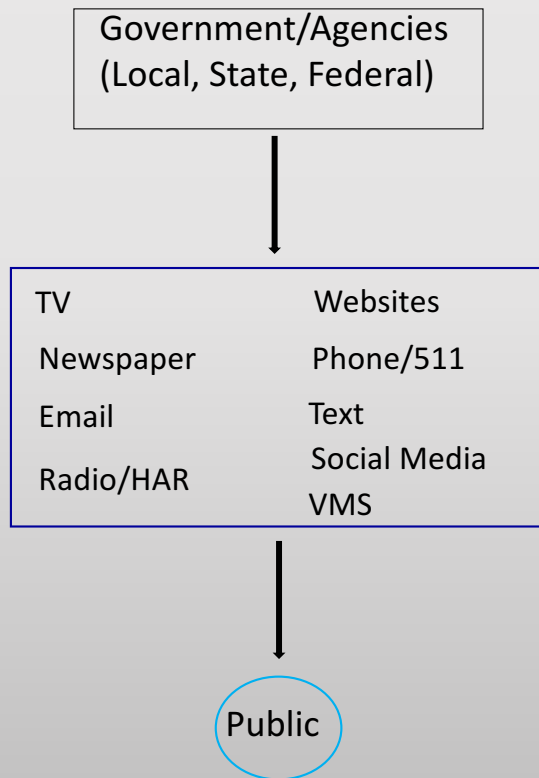 Government/Agencies
(Local, State, Federal)
TV
Newspaper
Email
Radio/HAR
Websites
Phone/511
Text
Social Media
VMS
Public